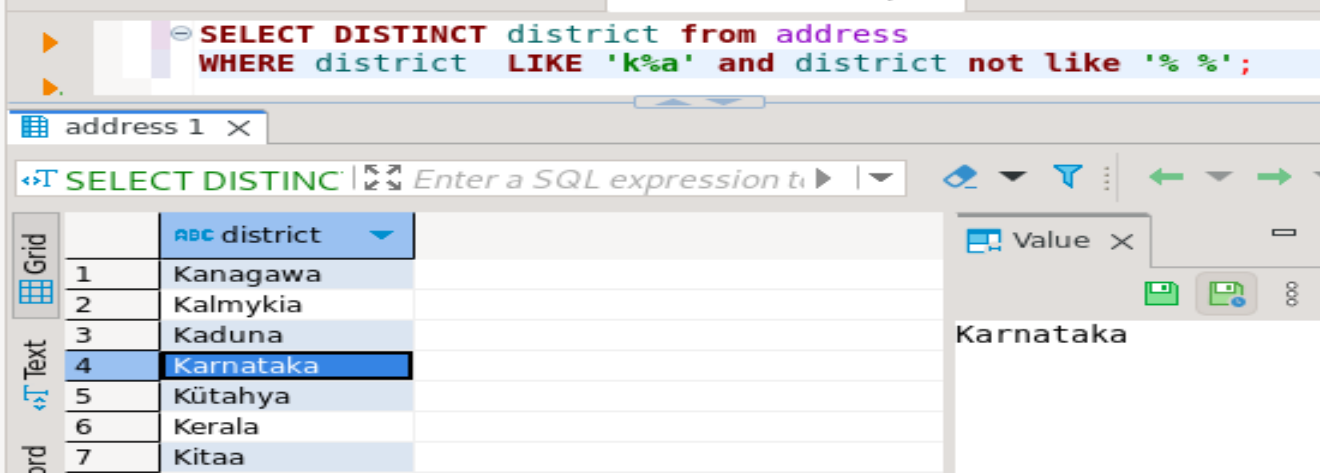 SELECT DISTINCT district from address
WHERE district LIKE 'k%a' and district not like '% %';
address 1
SELECT DISTINC
Enter a SQL expression to
Grid
ABC district
1 Kanagawa
2 Kalmykia
3 Kaduna
4 Karnataka
5 Kütahya
6 Kerala
7 Kitaa
Text
Value
Karnataka